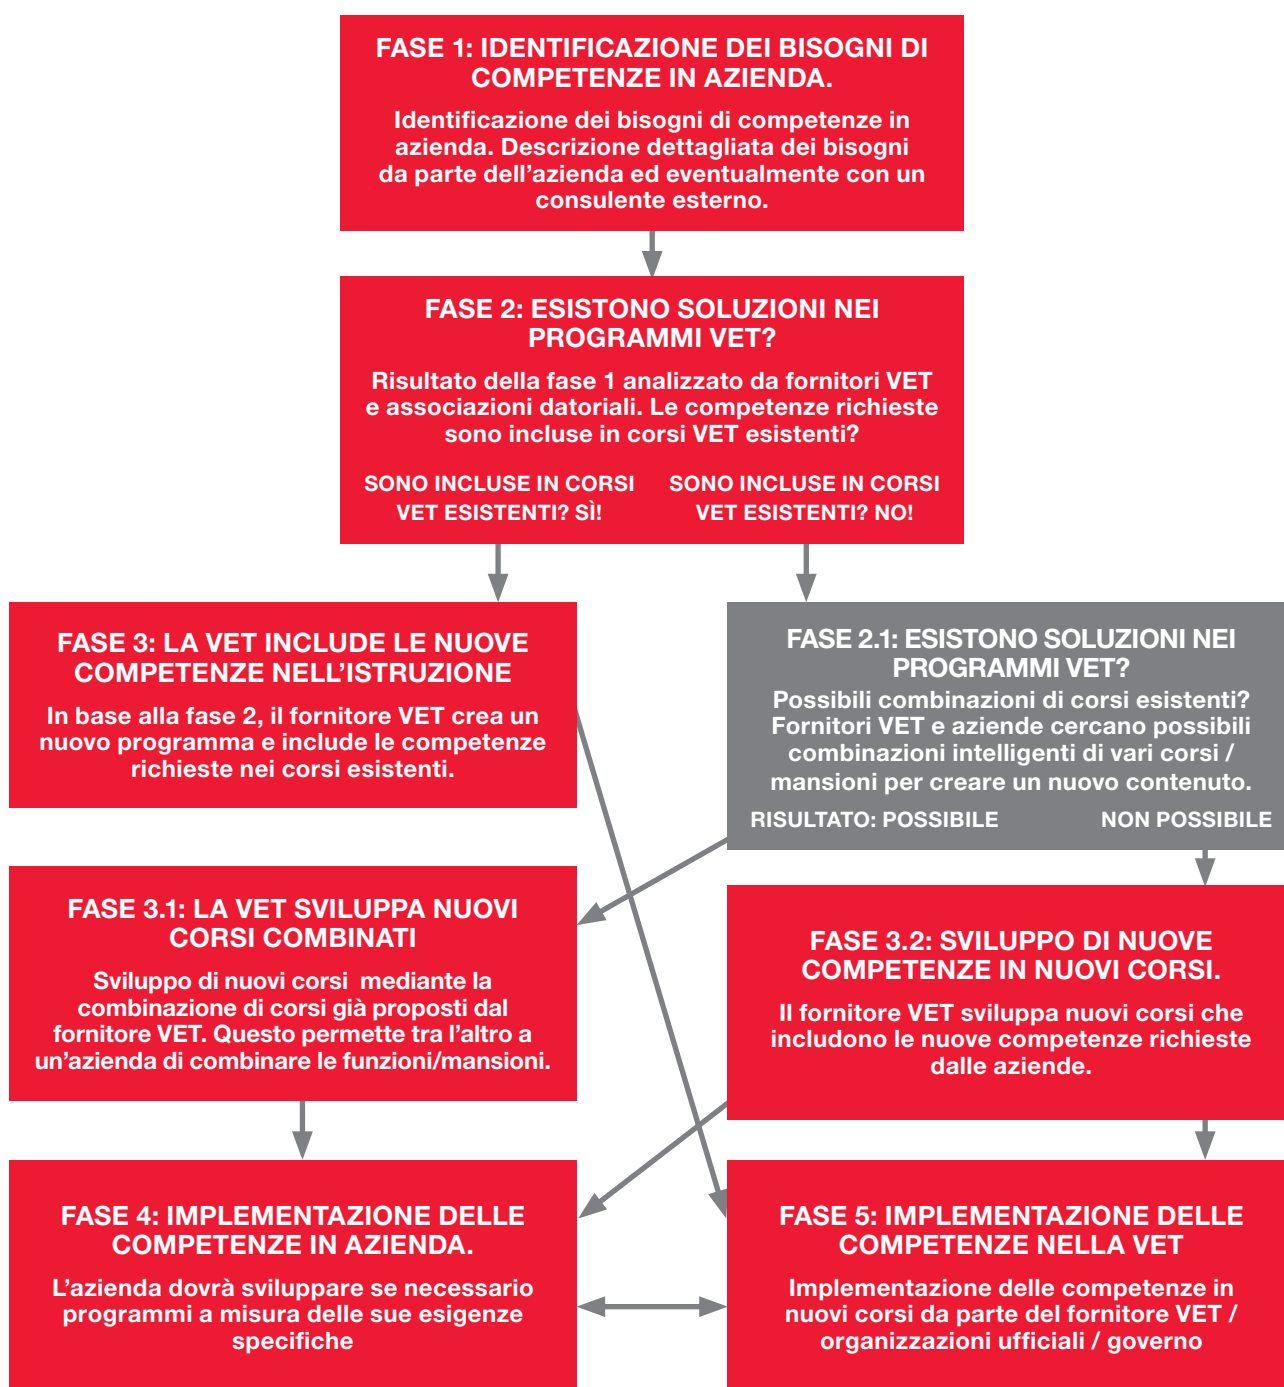 FASE 1: IDENTIFICAZIONE DEI BISOGNI DI
COMPETENZE IN AZIENDA.
Identificazione dei bisogni di competenze in
azienda. Descrizione dettagliata dei bisogni
da parte dell’azienda ed eventualmente con un
consulente esterno.
FASE 2: ESISTONO SOLUZIONI NEI
PROGRAMMI VET?
Risultato della fase 1 analizzato da fornitori VET
e associazioni datoriali. Le competenze richieste
sono incluse in corsi VET esistenti?
SONO INCLUSE IN CORSI
VET ESISTENTI? SÌ!
SONO INCLUSE IN CORSI
VET ESISTENTI? NO!
FASE 3: LA VET INCLUDE LE NUOVE
COMPETENZE NELL’ISTRUZIONE
In base alla fase 2, il fornitore VET crea un
nuovo programma e include le competenze
richieste nei corsi esistenti.
FASE 2.1: ESISTONO SOLUZIONI NEI
PROGRAMMI VET?
Possibili combinazioni di corsi esistenti?
Fornitori VET e aziende cercano possibili
combinazioni intelligenti di vari corsi /
mansioni per creare un nuovo contenuto.
RISULTATO: POSSIBILE
NON POSSIBILE
FASE 3.1: LA VET SVILUPPA NUOVI
CORSI COMBINATI
Sviluppo di nuovi corsi mediante la
combinazione di corsi già proposti dal
fornitore VET. Questo permette tra l’altro a
un’azienda di combinare le funzioni/mansioni.
FASE 3.2: SVILUPPO DI NUOVE
COMPETENZE IN NUOVI CORSI.
Il fornitore VET sviluppa nuovi corsi che
includono le nuove competenze richieste
dalle aziende.
FASE 4: IMPLEMENTAZIONE DELLE
COMPETENZE IN AZIENDA.
L’azienda dovrà sviluppare se necessario
programmi a misura delle sue esigenze
specifiche
FASE 5: IMPLEMENTAZIONE DELLE
COMPETENZE NELLA VET
Implementazione delle competenze in
nuovi corsi da parte del fornitore VET /
organizzazioni ufficiali / governo